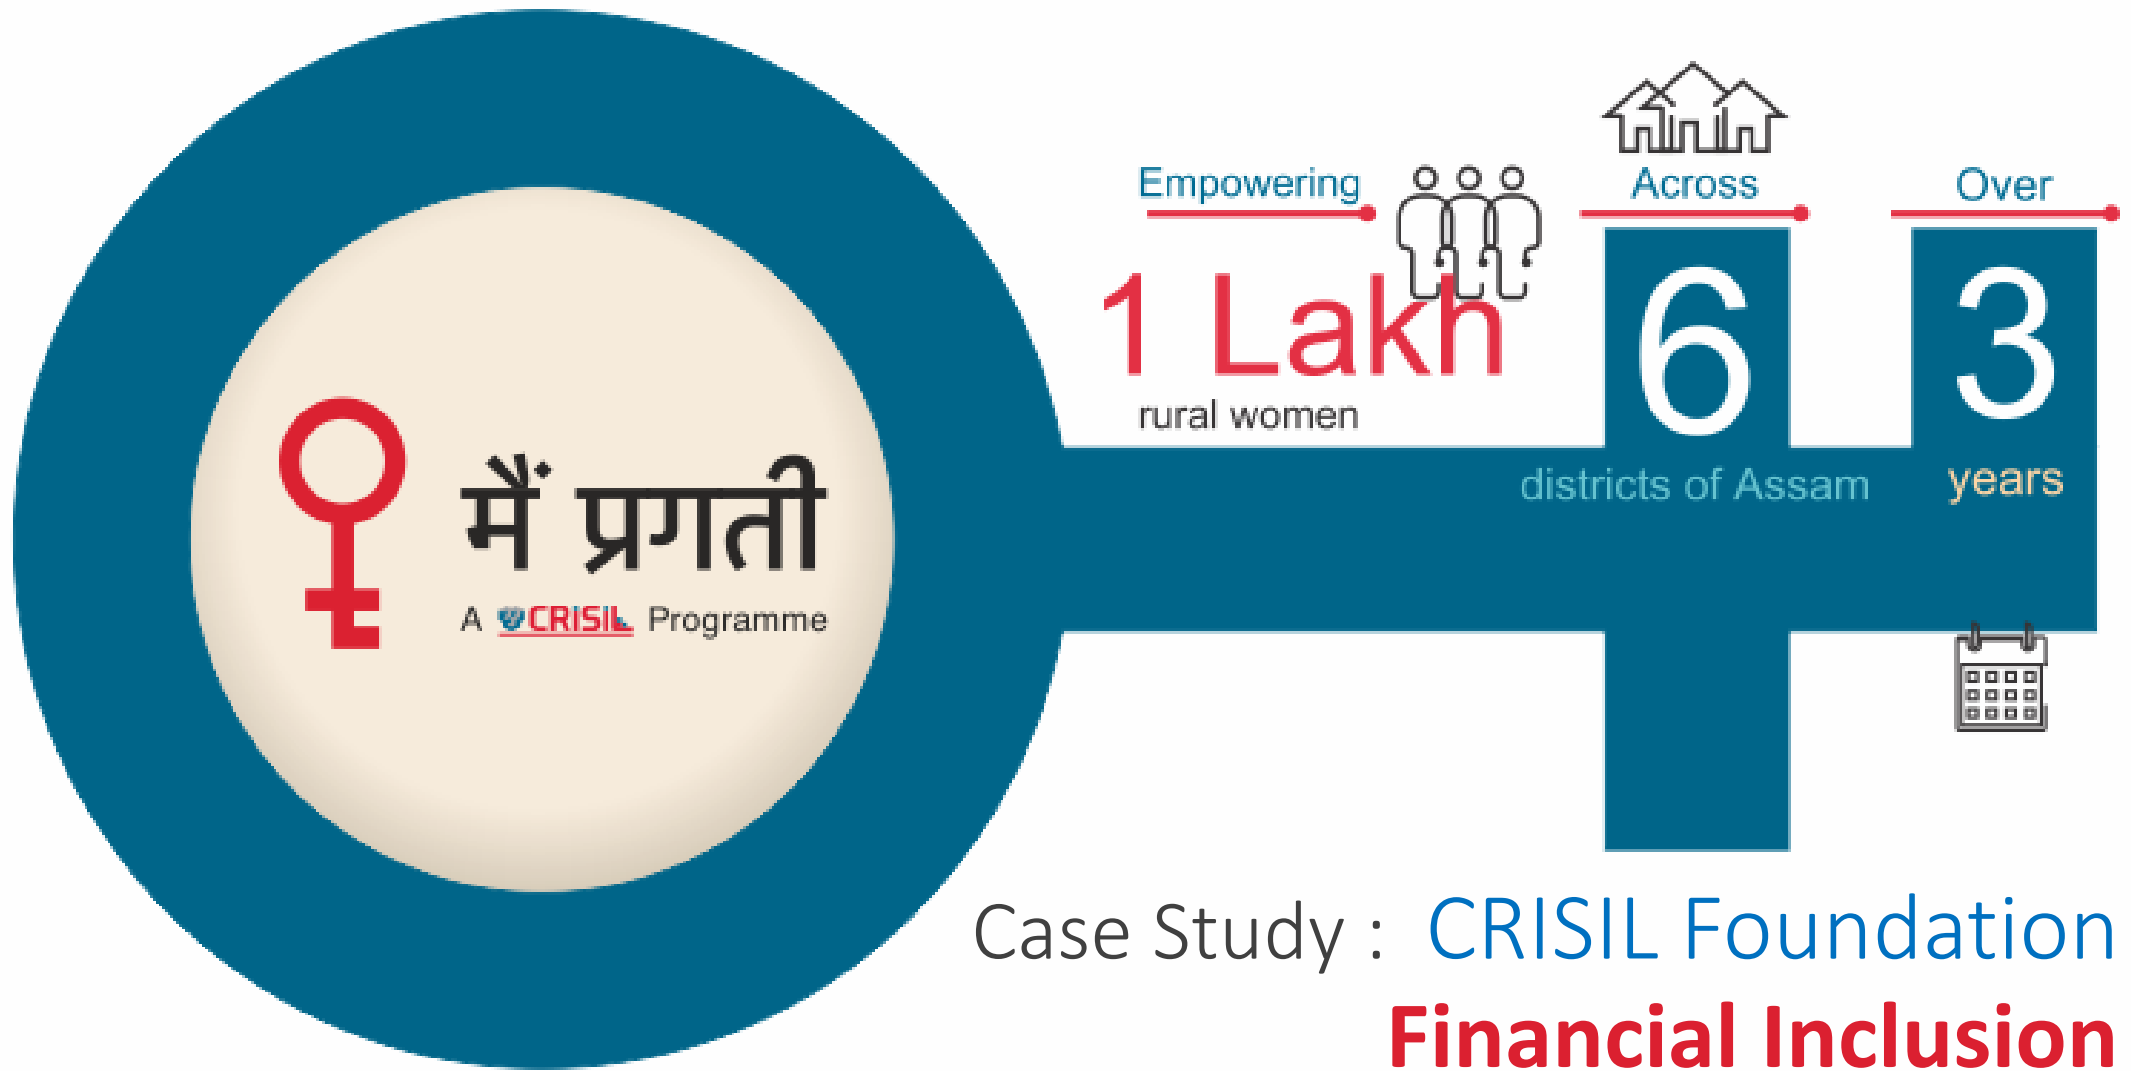 मैं प्रगती
A CRISIL Programme
Empowering
1 Lakh
rural women
Across
6
districts of Assam
Over
3
years
Case Study : CRISIL Foundation
Financial Inclusion